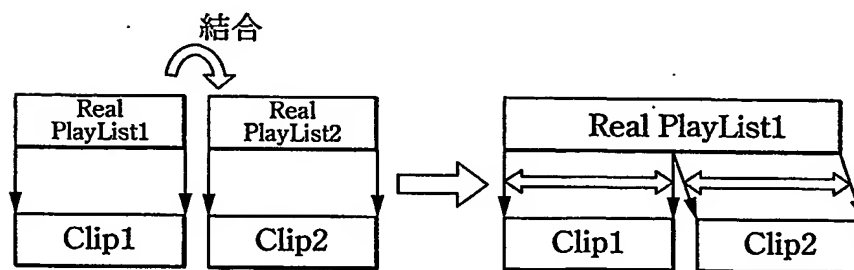 結合
Real
PlayList1
Real
PlayList2
Real PlayList1
Clip1
Clip2
Clip1
Clip2